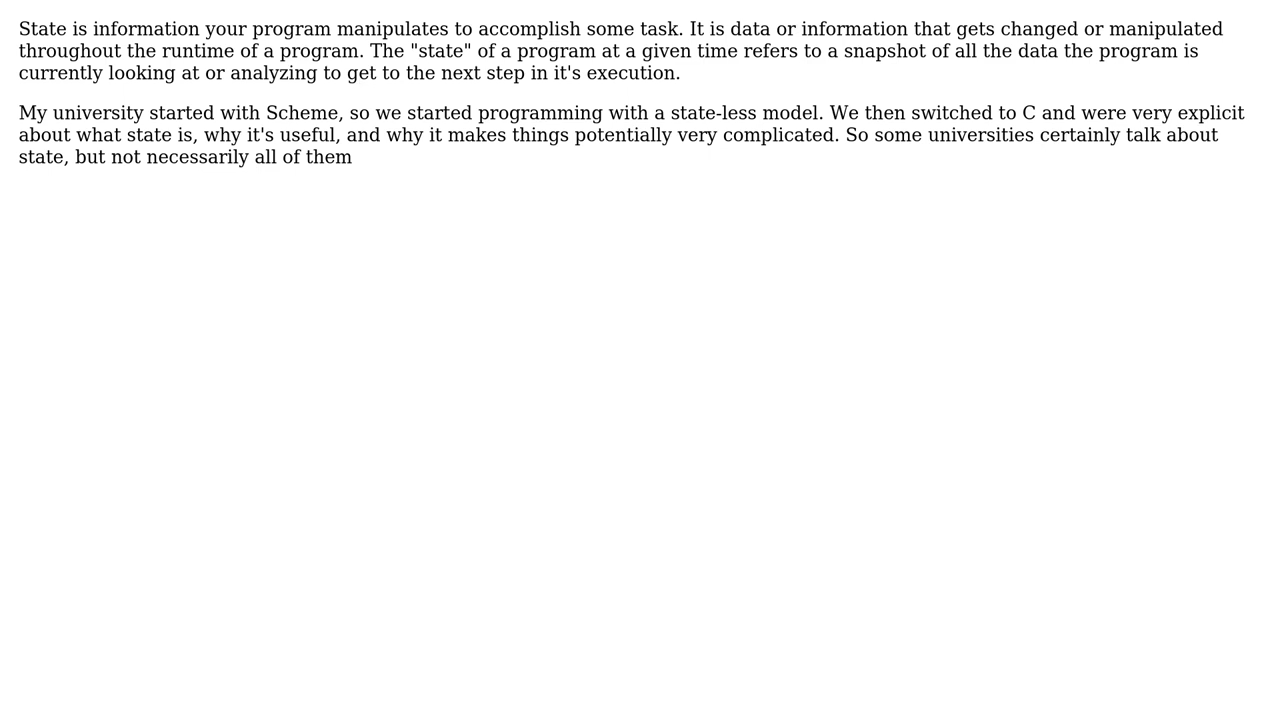 State is information your program manipulates to accomplish some task. It is data or information that gets changed or manipulated
throughout the runtime of a program. The "state" of a program at a given time refers to a snapshot of all the data the program is
currently looking at or analyzing to get to the next step in it's execution.
My university started with Scheme, so we started programming with a state-less model. We then switched to C and were very explicit
about what state is, why it's useful, and why it makes things potentially very complicated. So some universities certainly talk about
state, but not necessarily all of them